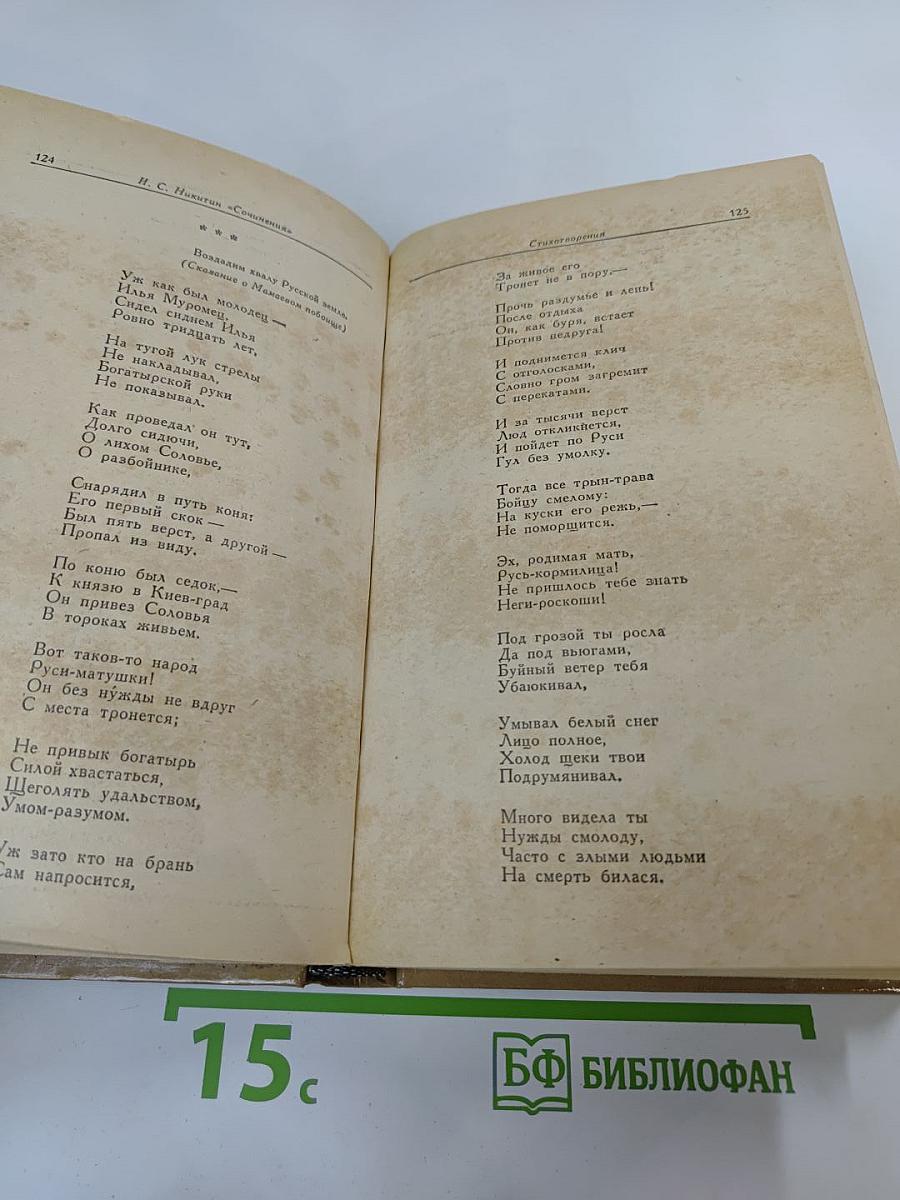 124
И. С. Никитин «Сочинения»
* * *
Воздадим хвалу Русской земле.
(Сказание о Мамаевом побоище)
Уж как был молодец —
Илья Муромец.
Сидел сиднем Илья
Ровно тридцать лет,
На тугой лук стрелы
Не накладывал,
Богатырской руки
Не показывал.
Как проведал он тут,
Долго сидючи,
О лихом Соловье,
О разбойнике,
Снарядил в путь коня:
Его первый скок —
Был пять верст, а другой —
Пропал из виду.
По коню был седок,—
К князю в Киев-град
Он привез Соловья
В тороках живьем.
Вот таков-то народ
Руси-матушки!
Он без ну́жды не вдруг
С места тронется;
Не привык богатырь
Силой хвастаться,
Щеголять удальством,
Умом-разумом.
Уж зато кто на брань
Сам напросится,
Стихотворения
125
За живое его
Тронет не в пору,—
Прочь раздумье и лень!
После отдыха
Он, как буря, встает
Против недруга!
И поднимется клич
С отголосками,
Словно гром загремит
С перекатами.
И за тысячи верст
Люд откликнется,
И пойдет по Руси
Гул без умолку.
Тогда все трын-трава
Бойцу смелому:
На куски его режь,—
Не поморщится.
Эх, родимая мать,
Русь-кормилица!
Не пришлось тебе знать
Неги-роскоши!
Под грозой ты росла
Да под вьюгами,
Буйный ветер тебя
Убаюкивал,
Умывал белый снег
Лицо полное,
Холод щеки твои
Подрумянивал.
Много видела ты
Нужды смолоду,
Часто с злыми людьми
На смерть билася.
15 с
БФ БИБЛИОФАН